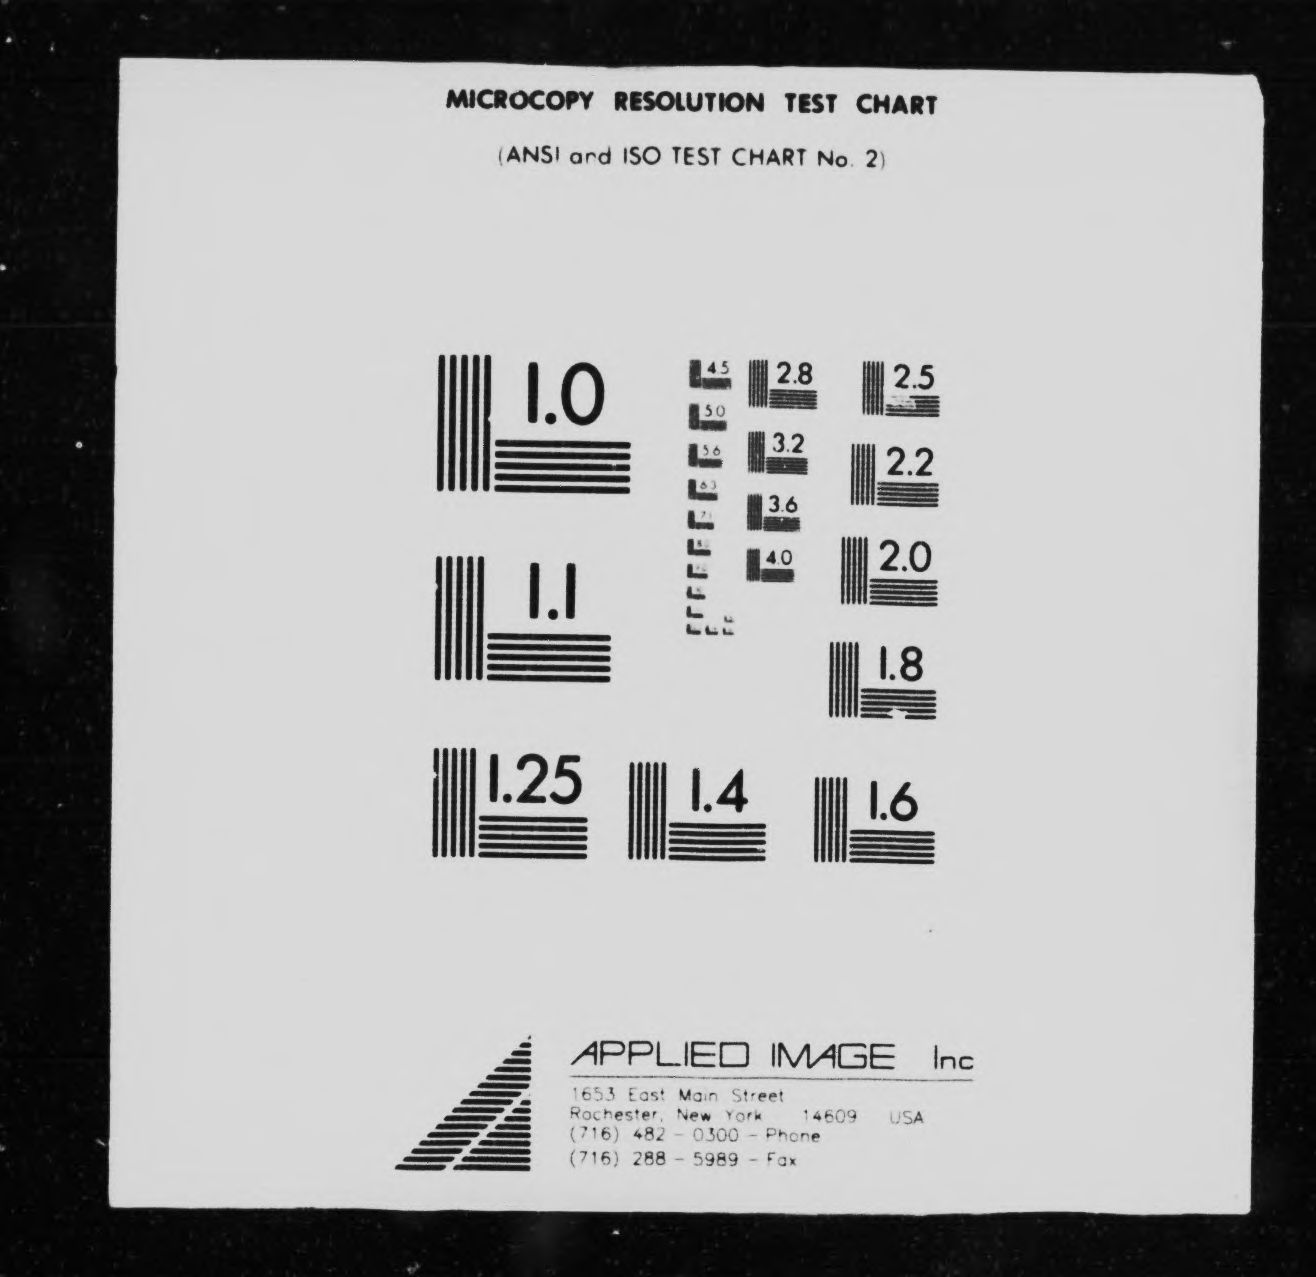 MICROCOPY RESOLUTION TEST CHART
(ANSI and ISO TEST CHART No. 2)
1.0
1.1
1.25
1.4
1.6
1.8
2.0
2.2
2.5
2.8
3.2
3.6
4.0
4.5
5.0
5.6
6.3
7.1
APPLIED IMAGE Inc
1653 East Main Street
Rochester, New York 14609 USA
(716) 482 - 0300 - Phone
(716) 288 - 5989 - Fax